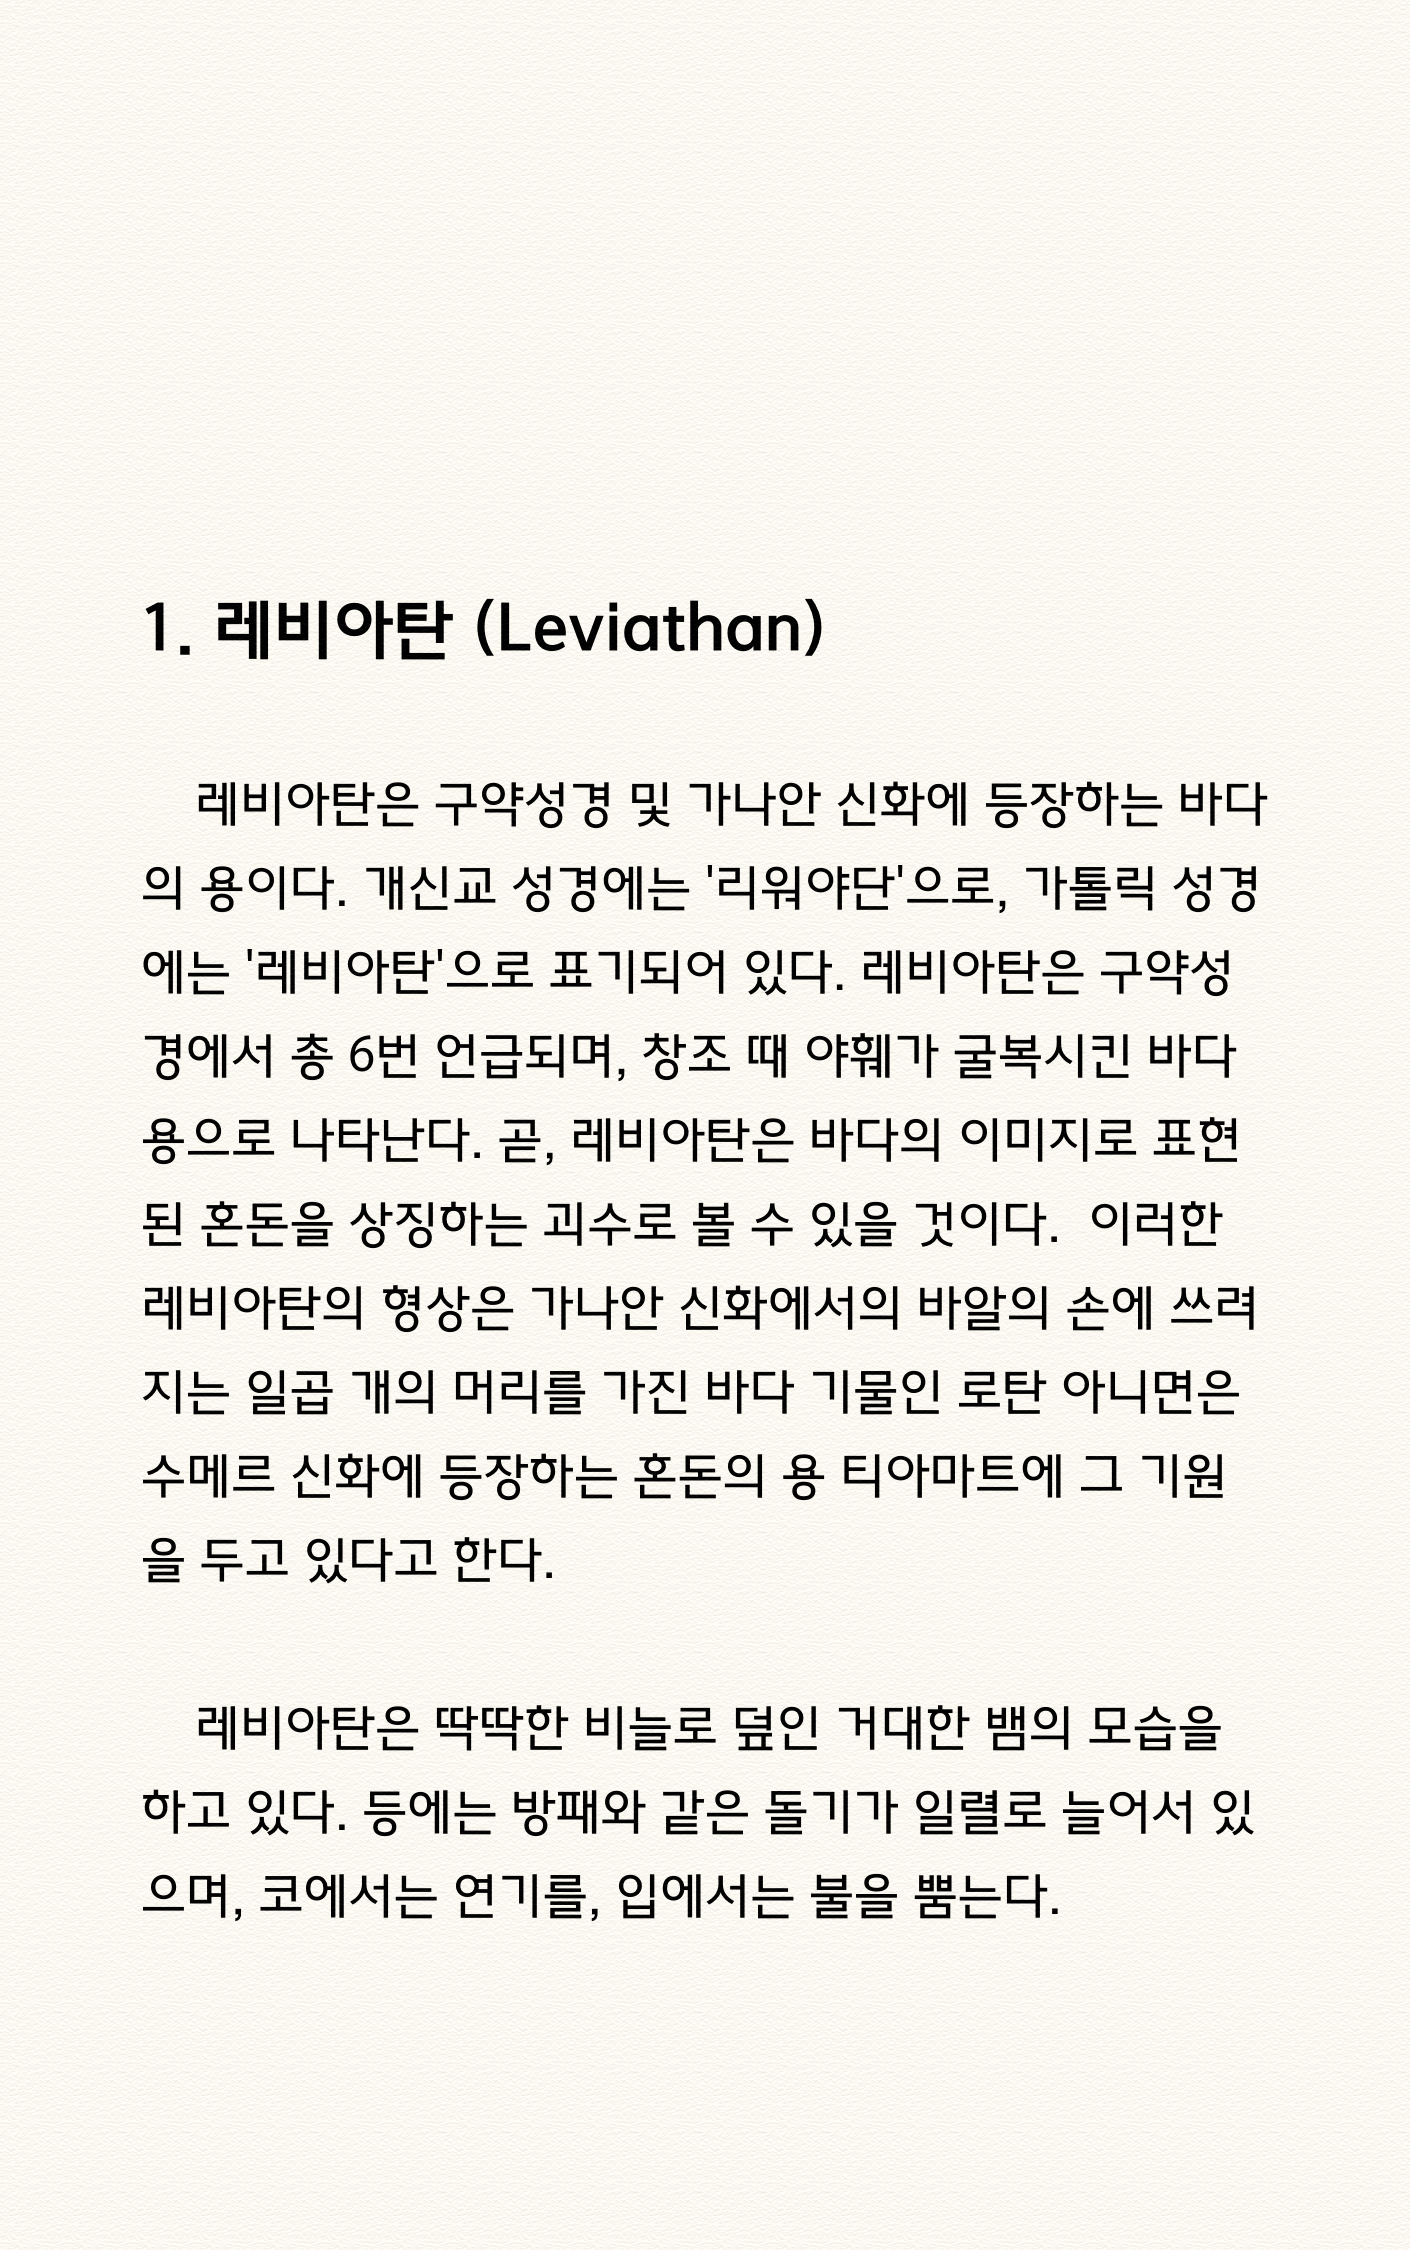 1. 레비아탄 (Leviathan)
레비아탄은 구약성경 및 가나안 신화에 등장하는 바다
의 용이다. 개신교 성경에는 '리워야단'으로, 가톨릭 성경
에는 '레비아탄'으로 표기되어 있다. 레비아탄은 구약성
경에서 총 6번 언급되며, 창조 때 야훼가 굴복시킨 바다
용으로 나타난다. 곧, 레비아탄은 바다의 이미지로 표현
된 혼돈을 상징하는 괴수로 볼 수 있을 것이다.  이러한
레비아탄의 형상은 가나안 신화에서의 바알의 손에 쓰려
지는 일곱 개의 머리를 가진 바다 기물인 로탄 아니면은
수메르 신화에 등장하는 혼돈의 용 티아마트에 그 기원
을 두고 있다고 한다.
레비아탄은 딱딱한 비늘로 덮인 거대한 뱀의 모습을
하고 있다. 등에는 방패와 같은 돌기가 일렬로 늘어서 있
으며, 코에서는 연기를, 입에서는 불을 뿜는다.